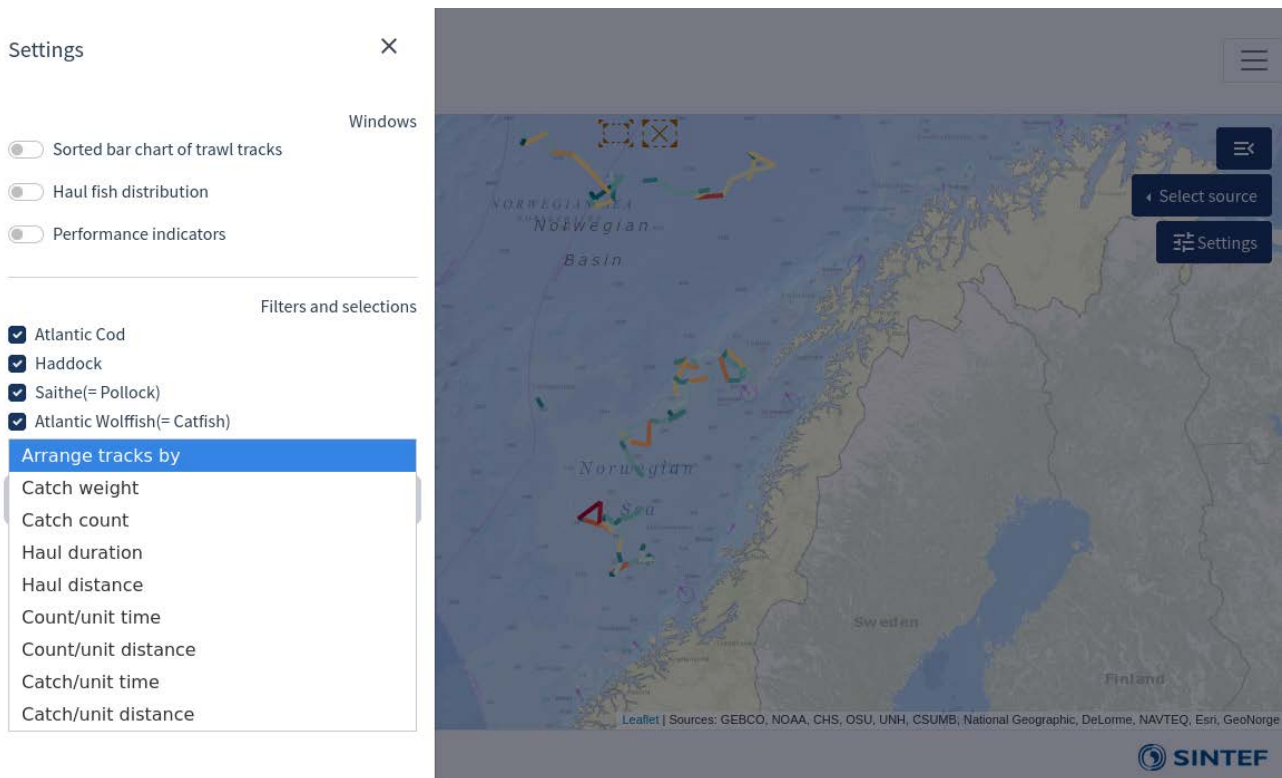 Settings
Windows
Sorted bar chart of trawl tracks
Haul fish distribution
Performance indicators
Filters and selections
Atlantic Cod
Haddock
Saithe(= Pollock)
Atlantic Wolffish(= Catfish)
Arrange tracks by
Catch weight
Catch count
Haul duration
Haul distance
Count/unit time
Count/unit distance
Catch/unit time
Catch/unit distance
Select source
Settings
NORWEGIAN SEA
Norwegian
Basin
Norwegian
Sea
Sweden
Finland
Leaflet | Sources: GEBCO, NOAA, CHS, OSU, UNH, CSUMB, National Geographic, DeLorme, NAVTEQ, Esri, GeoNorge
SINTEF